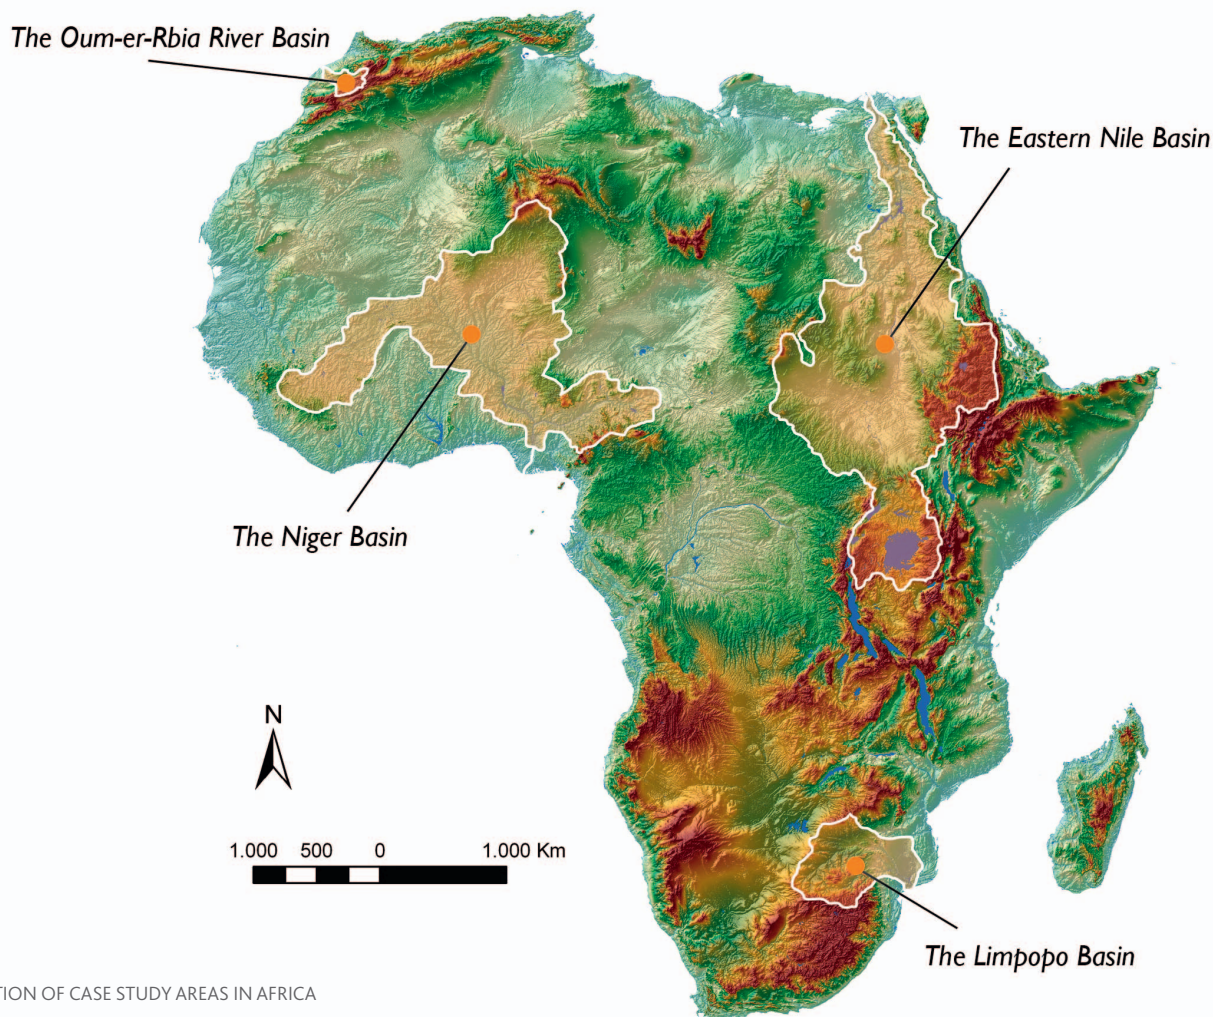 The Oum-er-Rbia River Basin
The Eastern Nile Basin
The Niger Basin
N
1.000 500 0 1.000 Km
The Limpopo Basin
OF CASE STUDY AREAS IN AFRICA